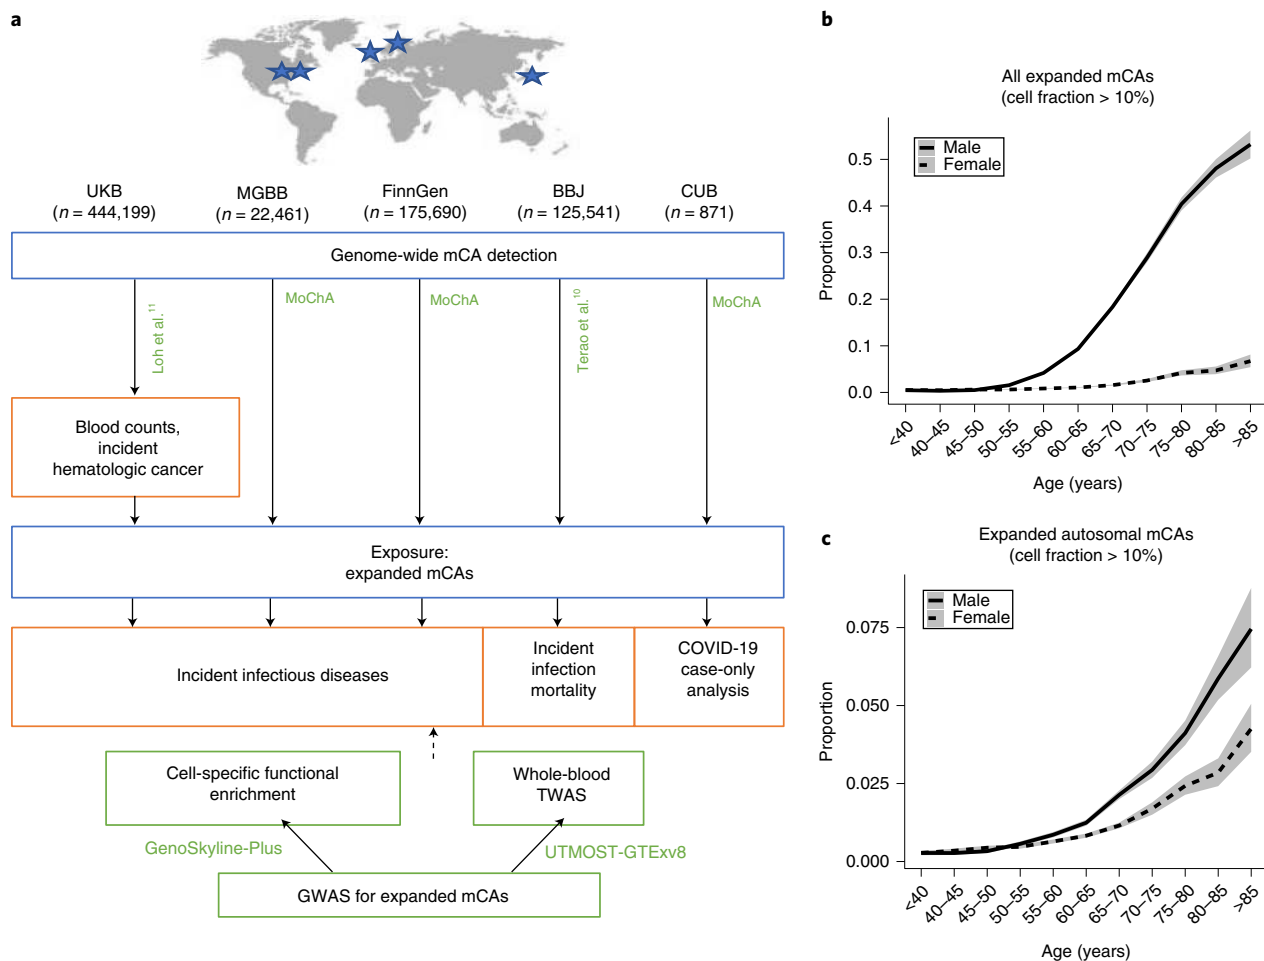 a
UKB
(n = 444,199)
MGBB
(n = 22,461)
FinnGen
(n = 175,690)
BBJ
(n = 125,541)
CUB
(n = 871)
Genome-wide mCA detection
Loh et al.11
MoChA
MoChA
Terao et al.10
MoChA
Blood counts,
incident
hematologic cancer
Exposure:
expanded mCAs
Incident infectious diseases
Incident
infection
mortality
COVID-19
case-only
analysis
Cell-specific functional
enrichment
Whole-blood
TWAS
GenoSkyline-Plus
UTMOST-GTExv8
GWAS for expanded mCAs
b
All expanded mCAs
(cell fraction > 10%)
Male
Female
Proportion
0.5
0.4
0.3
0.2
0.1
0.0
<40
40–45
45–50
50–55
55–60
60–65
65–70
70–75
75–80
80–85
>85
Age (years)
c
Expanded autosomal mCAs
(cell fraction > 10%)
Male
Female
Proportion
0.075
0.050
0.025
0.000
<40
40–45
45–50
50–55
55–60
60–65
65–70
70–75
75–80
80–85
>85
Age (years)